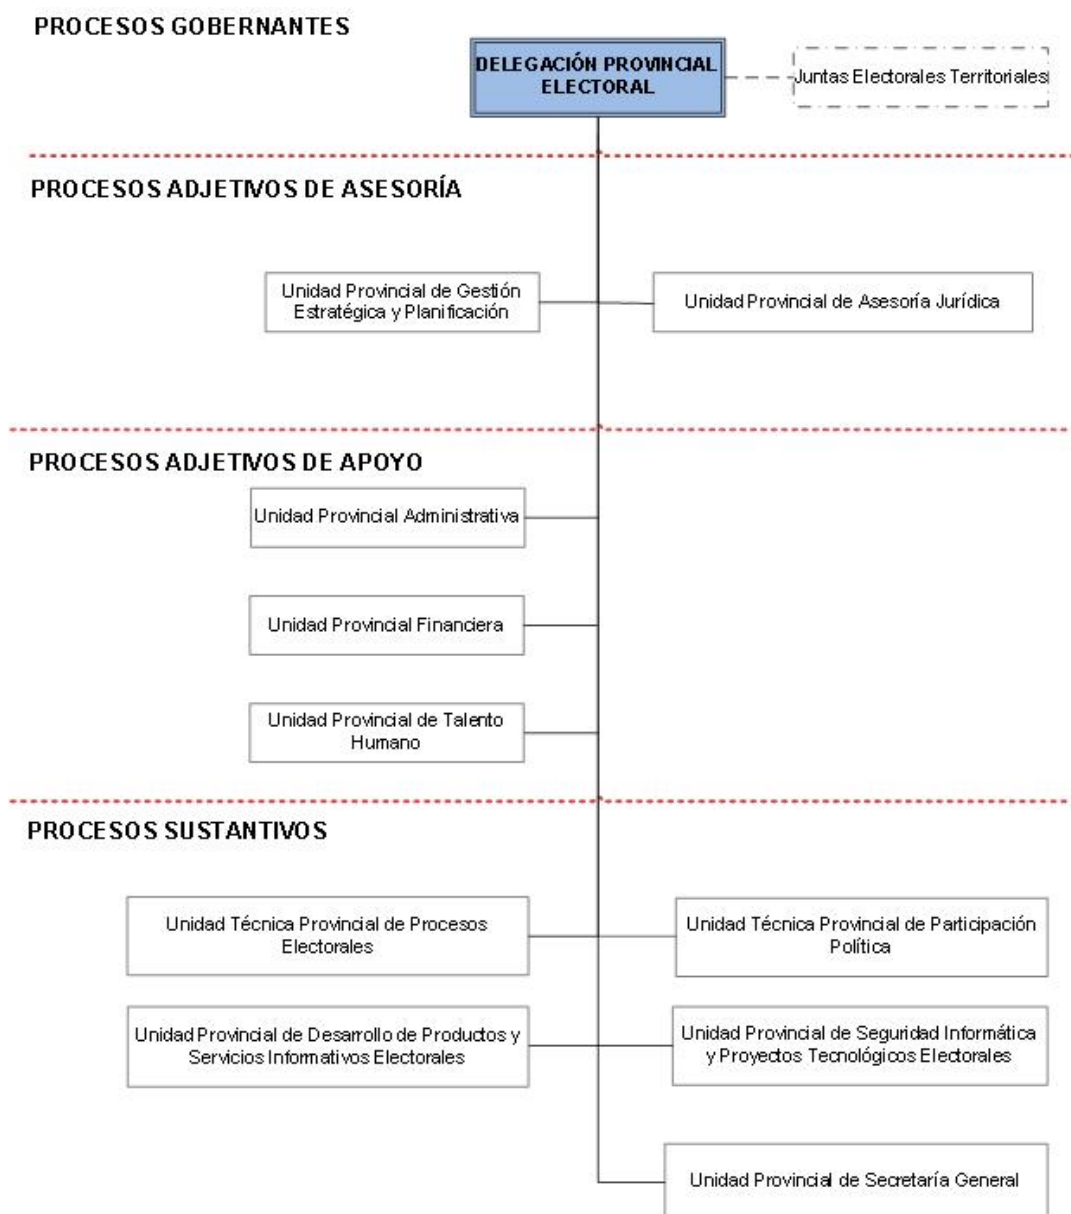 PROCESOS GOBERNANTES
DELEGACIÓN PROVINCIAL
ELECTORAL
Juntas Electorales Territoriales
PROCESOS ADJETIVOS DE ASESORÍA
Unidad Provincial de Gestión
Estratégica y Planificación
Unidad Provincial de Asesoría Jurídica
PROCESOS ADJETIVOS DE APOYO
Unidad Provincial Administrativa
Unidad Provincial Financiera
Unidad Provincial de Talento
Humano
PROCESOS SUSTANTIVOS
Unidad Técnica Provincial de Procesos
Electorales
Unidad Técnica Provincial de Participación
Política
Unidad Provincial de Desarrollo de Productos y
Servicios Informativos Electorales
Unidad Provincial de Seguridad Informática
y Proyectos Tecnológicos Electorales
Unidad Provincial de Secretaría General